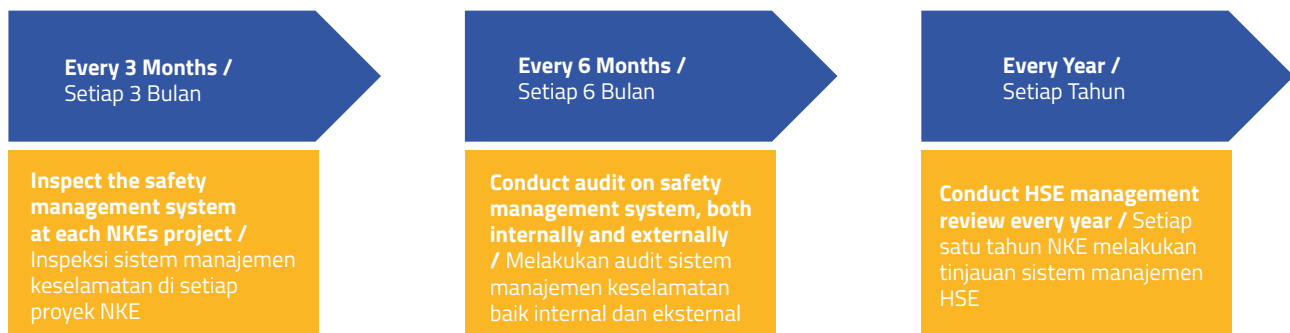 Every 3 Months /
Setiap 3 Bulan
Inspect the safety
management system
at each NKEs project /
Inspeksi sistem manajemen
keselamatan di setiap
proyek NKE
Every 6 Months /
Setiap 6 Bulan
Conduct audit on safety
management system, both
internally and externally
/ Melakukan audit sistem
manajemen keselamatan
baik internal dan eksternal
Every Year /
Setiap Tahun
Conduct HSE management
review every year / Setiap
satu tahun NKE melakukan
tinjauan sistem manajemen
HSE